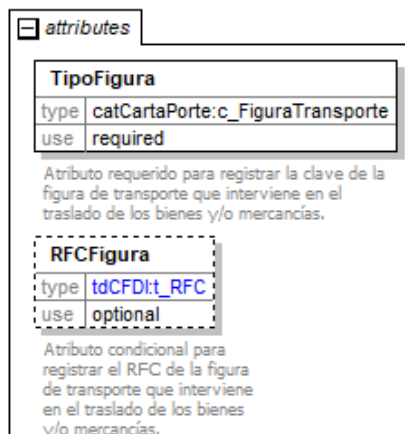 attributes
TipoFigura
type catCartaPorte:c_FiguraTransporte
use required
Atributo requerido para registrar la clave de la
figura de transporte que interviene en el
traslado de los bienes y/o mercancías.
RFCFigura
type tdCFDI:t_RFC
use optional
Atributo condicional para
registrar el RFC de la figura
de transporte que interviene
en el traslado de los bienes
y/o mercancías.